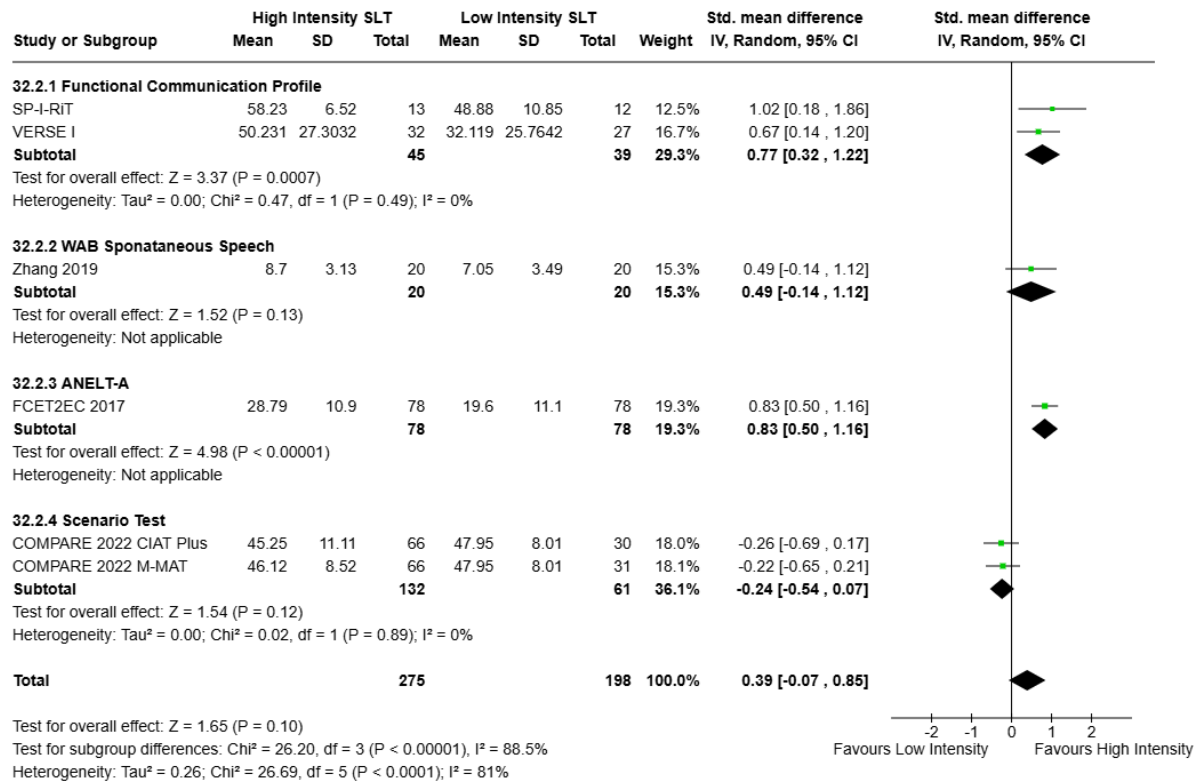 High Intensity SLT Low Intensity SLT Std. mean difference Std. mean difference
Study or Subgroup Mean SD Total Mean SD Total Weight IV, Random, 95% CI IV, Random, 95% CI
32.2.1 Functional Communication Profile
SP-I-RiT 58.23 6.52 13 48.88 10.85 12 12.5% 1.02 [0.18 , 1.86]
VERSE I 50.231 27.3032 32 32.119 25.7642 27 16.7% 0.67 [0.14 , 1.20]
Subtotal 45 39 29.3% 0.77 [0.32 , 1.22]
Test for overall effect: Z = 3.37 (P = 0.0007)
Heterogeneity: Tau² = 0.00; Chi² = 0.47, df = 1 (P = 0.49); I² = 0%
32.2.2 WAB Sponataneous Speech
Zhang 2019 8.7 3.13 20 7.05 3.49 20 15.3% 0.49 [-0.14 , 1.12]
Subtotal 20 20 15.3% 0.49 [-0.14 , 1.12]
Test for overall effect: Z = 1.52 (P = 0.13)
Heterogeneity: Not applicable
32.2.3 ANELT-A
FCET2EC 2017 28.79 10.9 78 19.6 11.1 78 19.3% 0.83 [0.50 , 1.16]
Subtotal 78 78 19.3% 0.83 [0.50 , 1.16]
Test for overall effect: Z = 4.98 (P < 0.00001)
Heterogeneity: Not applicable
32.2.4 Scenario Test
COMPARE 2022 CIAT Plus 45.25 11.11 66 47.95 8.01 30 18.0% -0.26 [-0.69 , 0.17]
COMPARE 2022 M-MAT 46.12 8.52 66 47.95 8.01 31 18.1% -0.22 [-0.65 , 0.21]
Subtotal 132 61 36.1% -0.24 [-0.54 , 0.07]
Test for overall effect: Z = 1.54 (P = 0.12)
Heterogeneity: Tau² = 0.00; Chi² = 0.02, df = 1 (P = 0.89); I² = 0%
Total 275 198 100.0% 0.39 [-0.07 , 0.85]
Test for overall effect: Z = 1.65 (P = 0.10)
-2 -1 0 1 2
Test for subgroup differences: Chi² = 26.20, df = 3 (P < 0.00001), I² = 88.5%
Favours Low Intensity Favours High Intensity
Heterogeneity: Tau² = 0.26; Chi² = 26.69, df = 5 (P < 0.0001); I² = 81%